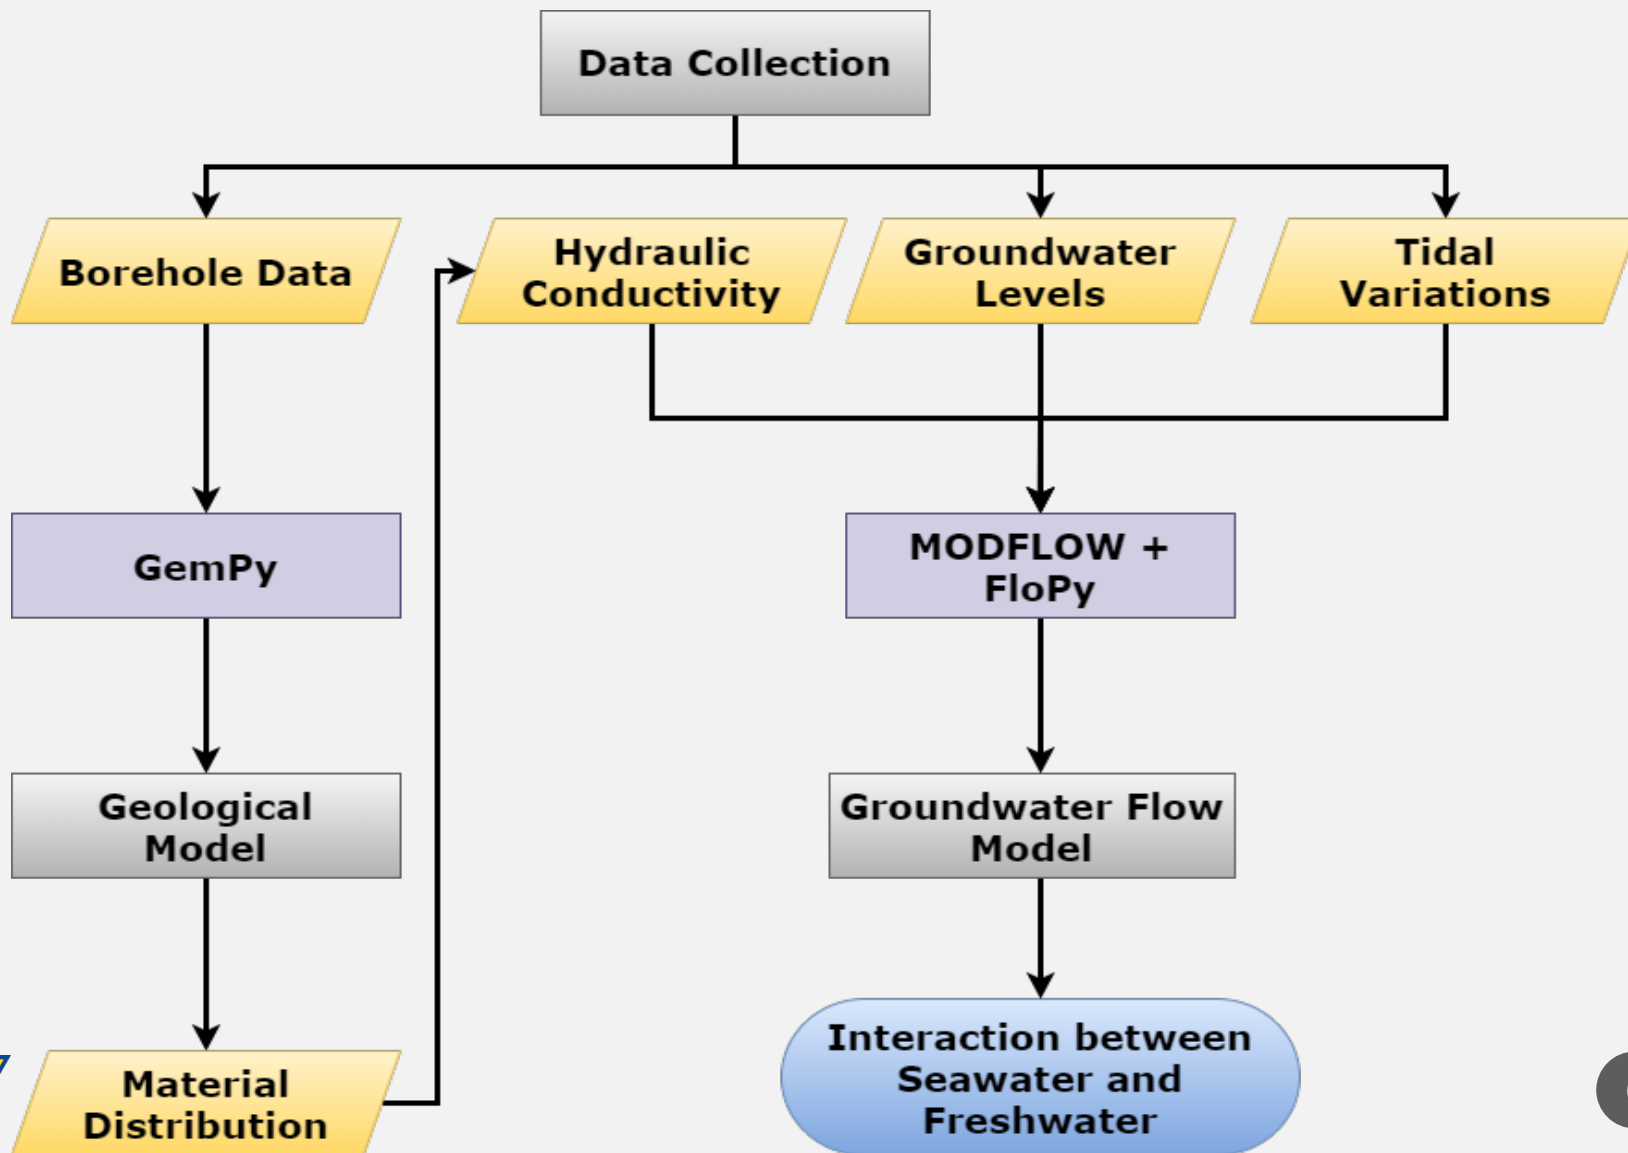 Data Collection
Borehole Data
Hydraulic
Conductivity
Groundwater
Levels
Tidal
Variations
GemPy
MODFLOW +
FloPy
Geological
Model
Groundwater Flow
Model
Material
Distribution
Interaction between
Seawater and
Freshwater